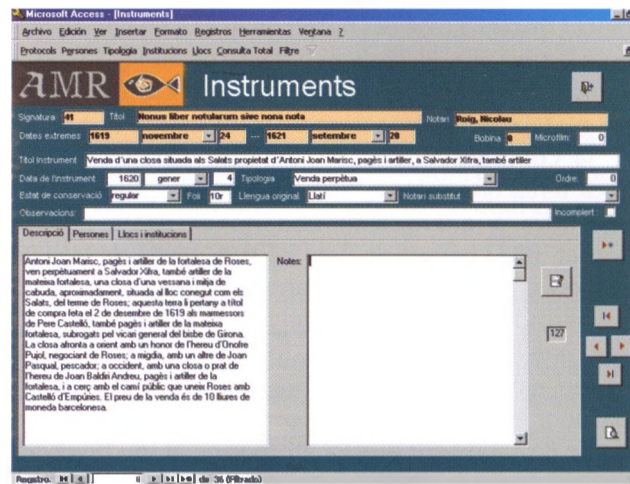 Microsoft Access - [Instruments]
Archivo Edición Ver Insertar Formato Registros Herramientas Ventana ?
Protocols Persones Tipologia Institucions Llocs Consulta Total Filtre
AMR Instruments
Signatura 41 Títol Nonus liber notularum sive nona nota Notari Roig, Nicolau
Dates extremes 1619 novembre 24 --- 1621 setembre 28 Bobina 0 Microfilm: 0
Títol Instrument Venda d'una closa situada als Salats propietat d'Antoni Joan Marisc, pagès i artiller, a Salvador Xifra, també artiller
Data de l'instrument 1620 gener 4 Tipologia Venda perpètua Ordre: 0
Estat de conservació regular Foli 10r Llengua original Llatí Notari substitut
Observacions: Incomplert:
Descripció Persones Llocs i institucions
Antoni Joan Marisc, pagès i artiller de la fortalesa de Roses,
ven perpètuament a Salvador Xifra, també artiller de la
mateixa fortalesa, una closa d'una vessana i mitja de
cabuda, aproximadament, situada al lloc conegut com els
Salats, del terme de Roses; aquesta terra li pertany a títol
de compra feta el 2 de desembre de 1619 als marmessors
de Pere Castelló, també pagès i artiller de la mateixa
fortalesa, subrogats pel vicari general del bisbe de Girona.
La closa afronta a orient amb un honor de l'hereu d'Onofre
Pujol, negociant de Roses; a migdia, amb un altre de Joan
Pasqual, pescador; a occident, amb una closa o prat de
l'hereu de Joan Baldiri Andreu, pagès i artiller de la
fortalesa, i a cerç amb el camí públic que uneix Roses amb
Castelló d'Empúries. El preu de la venda és de 10 lliures de
moneda barcelonesa.
Notes:
127
Registro: de 36 (Filtrado)